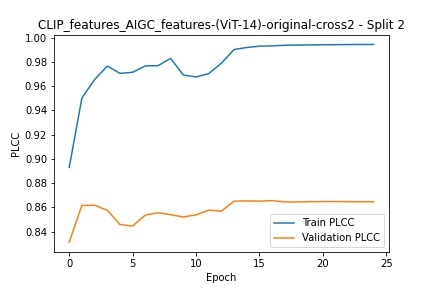 CLIP_features_AIGC_features-(ViT-14)-original-cross2 - Split 2
1.00
0.98
0.96
0.94
0.92
0.90
0.88
0.86
0.84
PLCC
Train PLCC
Validation PLCC
0 5 10 15 20 25
Epoch